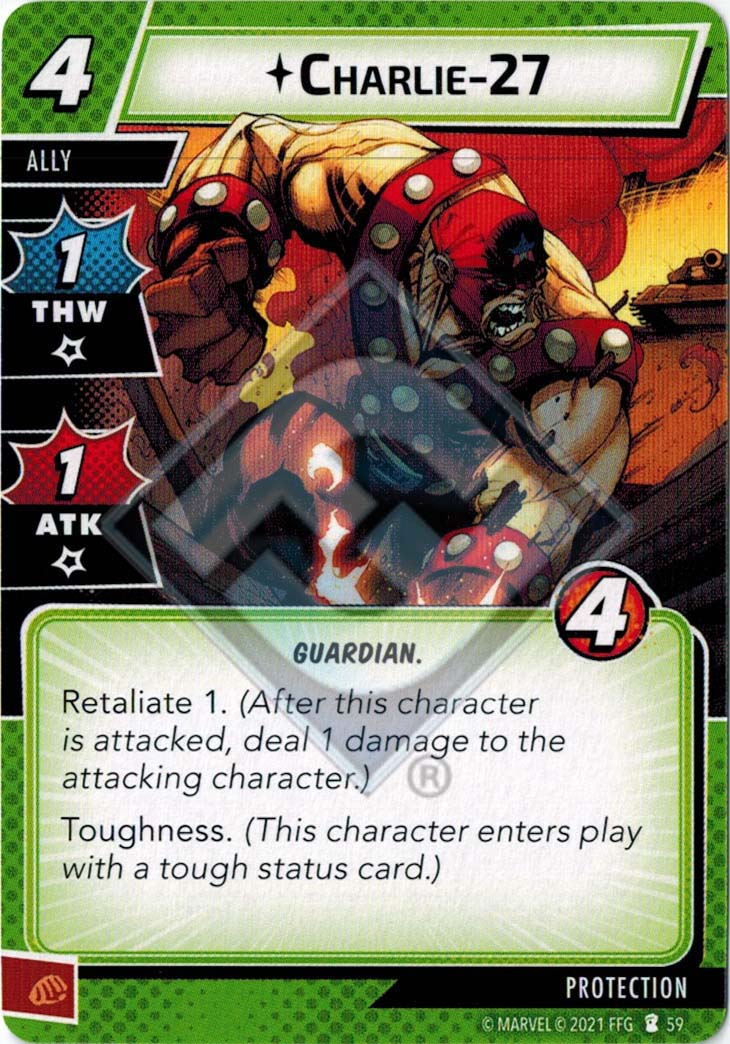 4
CHARLIE-27
ALLY
1
THW
1
ATK
4
GUARDIAN.
Retaliate 1. (After this character
is attacked, deal 1 damage to the
attacking character.)
Toughness. (This character enters play
with a tough status card.)
®
PROTECTION
© MARVEL © 2021 FFG 59